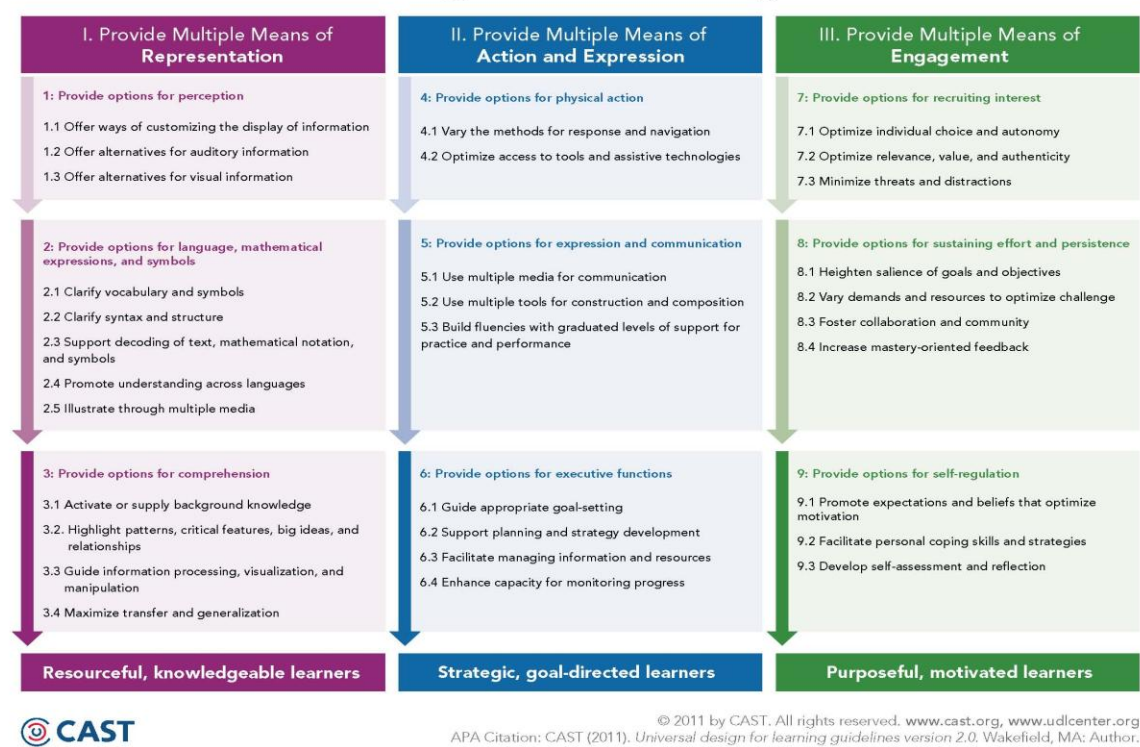 I. Provide Multiple Means of
Representation
1: Provide options for perception
1.1 Offer ways of customizing the display of information
1.2 Offer alternatives for auditory information
1.3 Offer alternatives for visual information
2: Provide options for language, mathematical
expressions, and symbols
2.1 Clarify vocabulary and symbols
2.2 Clarify syntax and structure
2.3 Support decoding of text, mathematical notation,
and symbols
2.4 Promote understanding across languages
2.5 Illustrate through multiple media
3: Provide options for comprehension
3.1 Activate or supply background knowledge
3.2. Highlight patterns, critical features, big ideas, and
relationships
3.3 Guide information processing, visualization, and
manipulation
3.4 Maximize transfer and generalization
Resourceful, knowledgeable learners
II. Provide Multiple Means of
Action and Expression
4: Provide options for physical action
4.1 Vary the methods for response and navigation
4.2 Optimize access to tools and assistive technologies
5: Provide options for expression and communication
5.1 Use multiple media for communication
5.2 Use multiple tools for construction and composition
5.3 Build fluencies with graduated levels of support for
practice and performance
6: Provide options for executive functions
6.1 Guide appropriate goal-setting
6.2 Support planning and strategy development
6.3 Facilitate managing information and resources
6.4 Enhance capacity for monitoring progress
Strategic, goal-directed learners
III. Provide Multiple Means of
Engagement
7: Provide options for recruiting interest
7.1 Optimize individual choice and autonomy
7.2 Optimize relevance, value, and authenticity
7.3 Minimize threats and distractions
8: Provide options for sustaining effort and persistence
8.1 Heighten salience of goals and objectives
8.2 Vary demands and resources to optimize challenge
8.3 Foster collaboration and community
8.4 Increase mastery-oriented feedback
9: Provide options for self-regulation
9.1 Promote expectations and beliefs that optimize
motivation
9.2 Facilitate personal coping skills and strategies
9.3 Develop self-assessment and reflection
Purposeful, motivated learners
CAST
© 2011 by CAST. All rights reserved. www.cast.org, www.udlcenter.org
APA Citation: CAST (2011). Universal design for learning guidelines version 2.0. Wakefield, MA: Author.